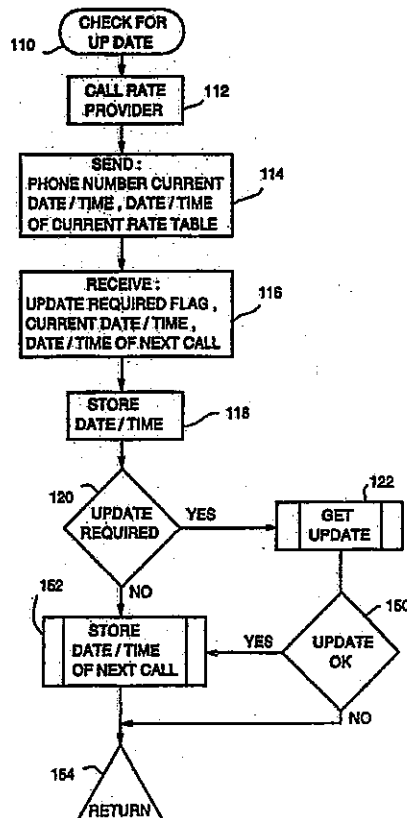 110
CHECK FOR
UP DATE
CALL RATE
PROVIDER
112
SEND:
PHONE NUMBER CURRENT
DATE / TIME, DATE / TIME
OF CURRENT RATE TABLE
114
RECEIVE:
UPDATE REQUIRED FLAG,
CURRENT DATE / TIME,
DATE / TIME OF NEXT CALL
116
STORE
DATE / TIME
118
120
UPDATE
REQUIRED
YES
122
GET
UPDATE
NO
152
STORE
DATE / TIME
OF NEXT CALL
YES
UPDATE
OK
150
NO
154
RETURN